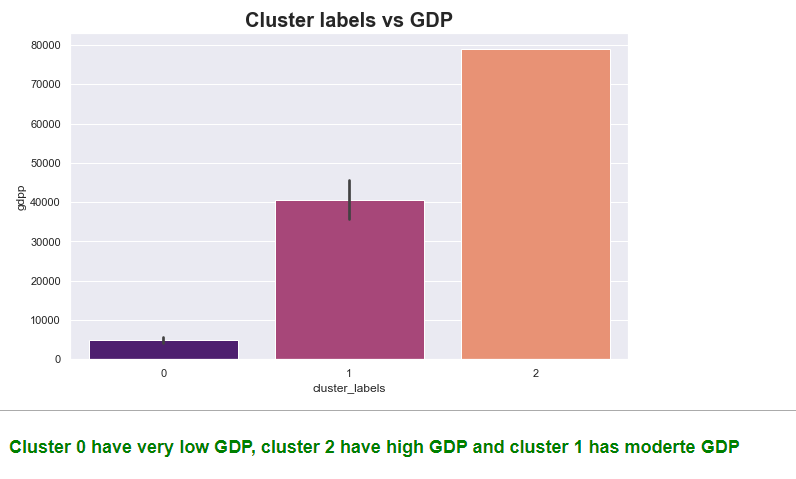 Cluster labels vs GDP
80000
70000
60000
50000
40000
30000
20000
10000
0
gdpp
0 1 2
cluster_labels
Cluster 0 have very low GDP, cluster 2 have high GDP and cluster 1 has moderte GDP